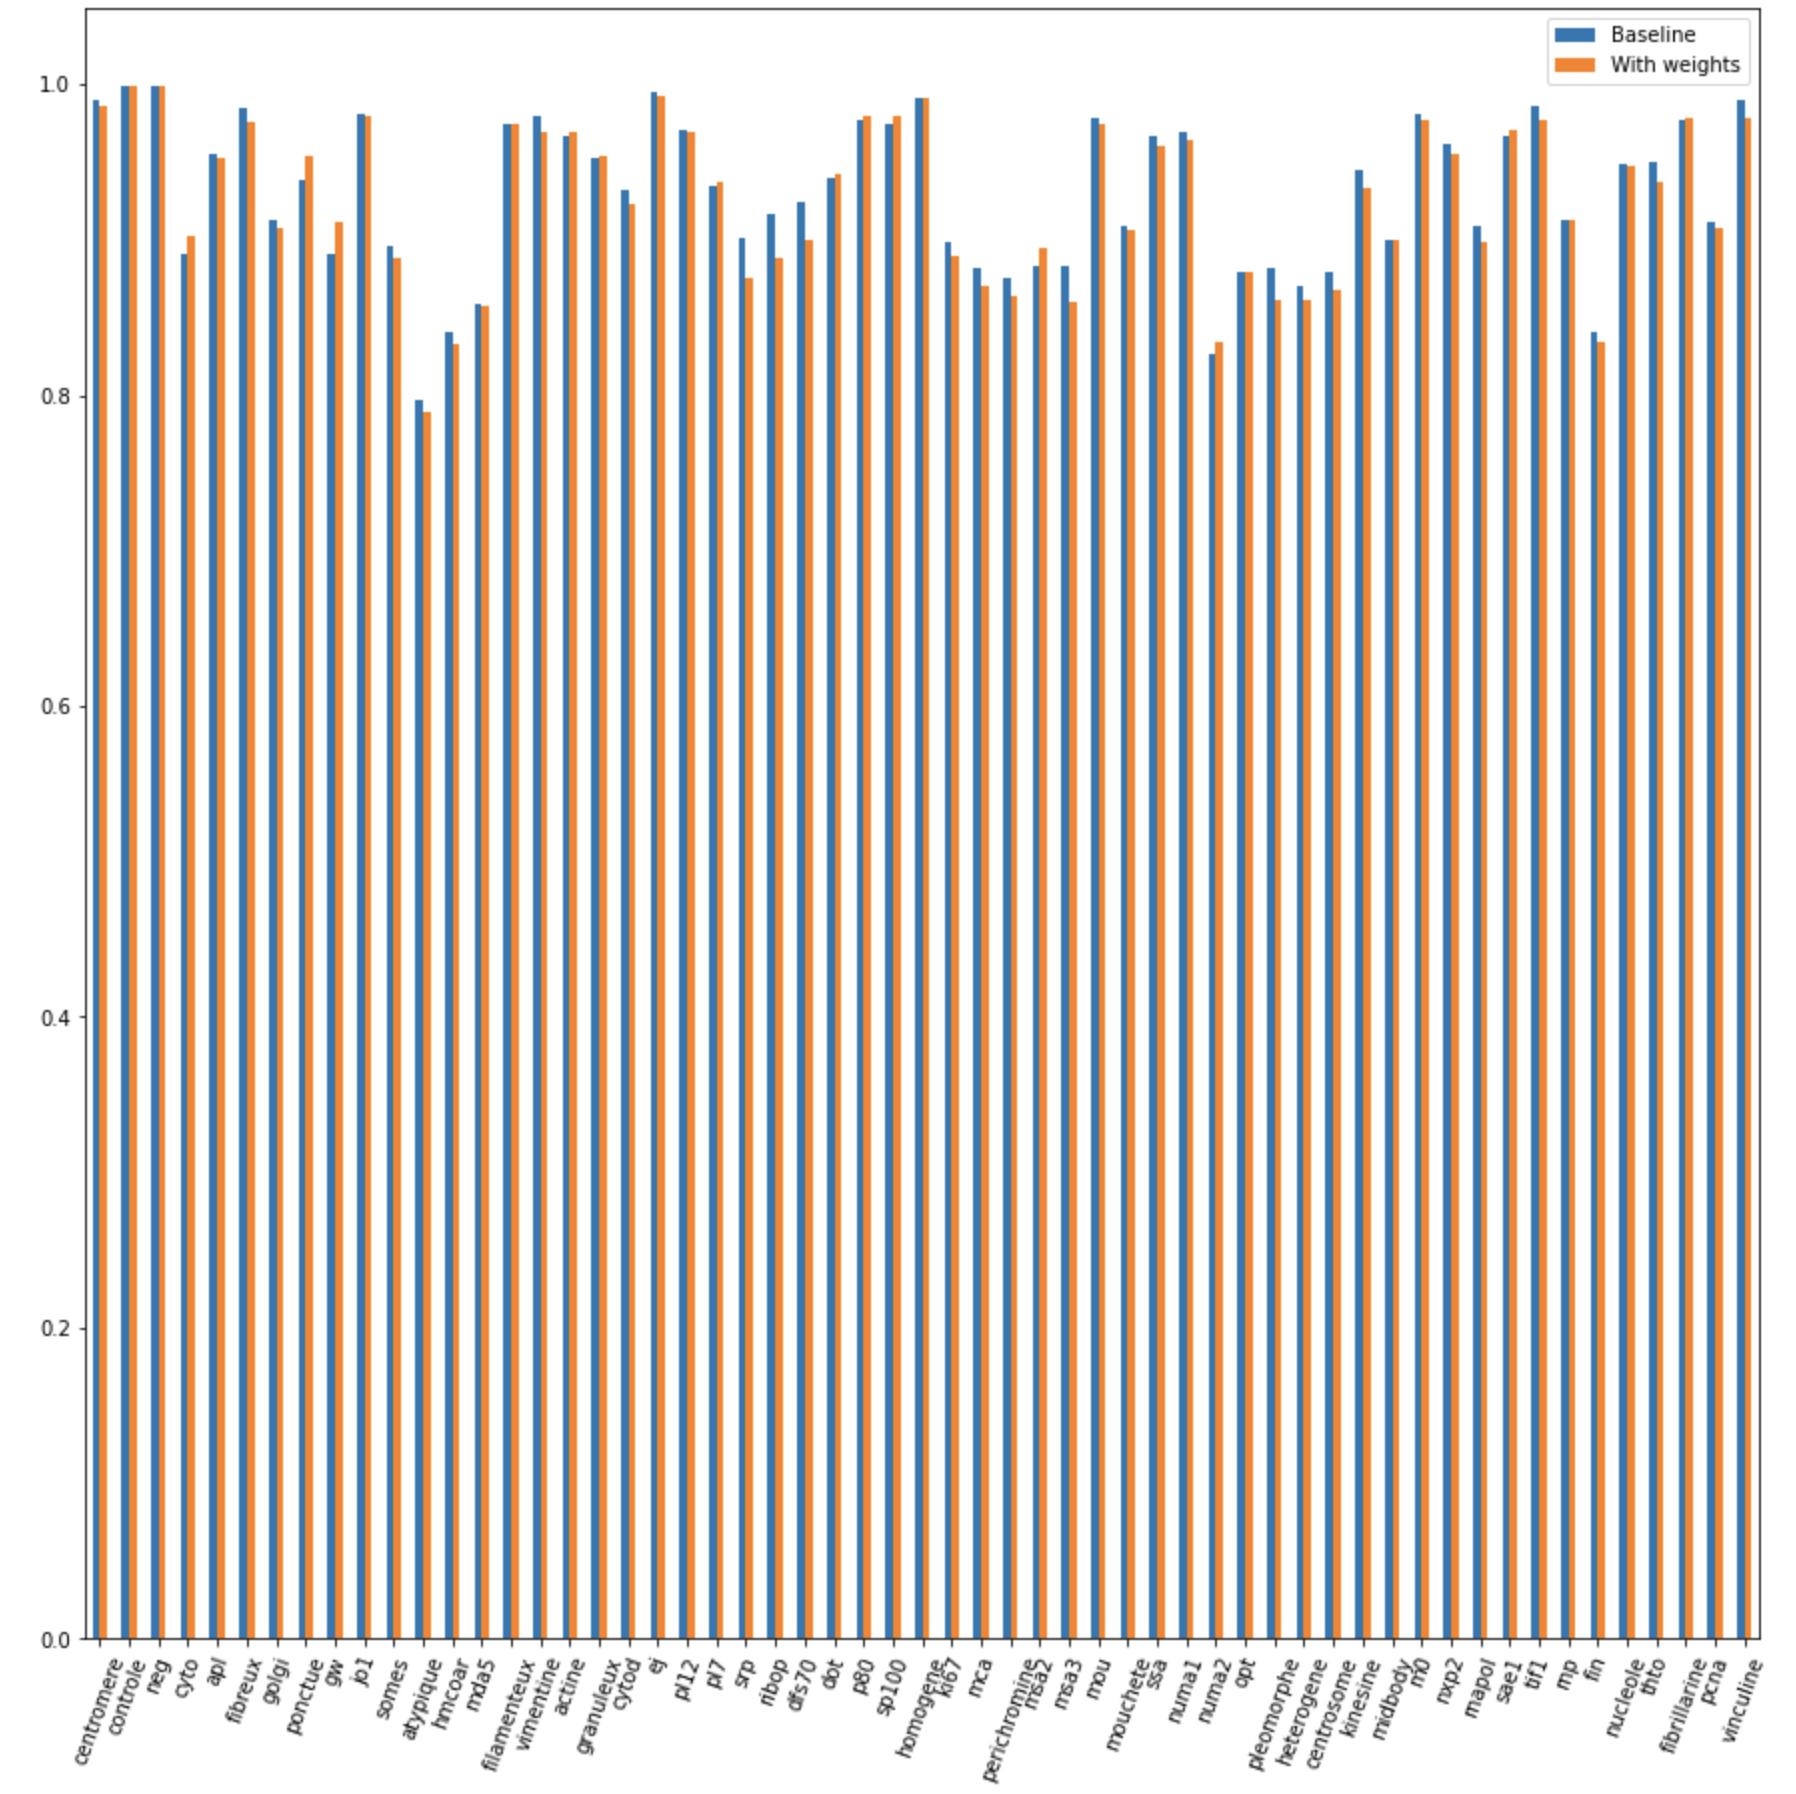 Baseline
With weights
1.0
0.8
0.6
0.4
0.2
0.0
centromere
controle
neg
cyto
apl
fibreux
golgi
ponctue
gw
jo1
somes
atypique
hmcoar
mda5
filamenteux
vimentine
actine
granuleux
cytod
ej
pl12
pl7
srp
ribop
dfs70
dot
p80
sp100
homogene
ki67
mca
perichromine
msa2
msa3
mou
mouchete
ssa
numa1
numa2
opt
pleomorphe
heterogene
centrosome
kinesine
midbody
m0
nxp2
mapol
sae1
tif1
mp
fin
nucleole
thto
fibrillarine
pcna
vinculine